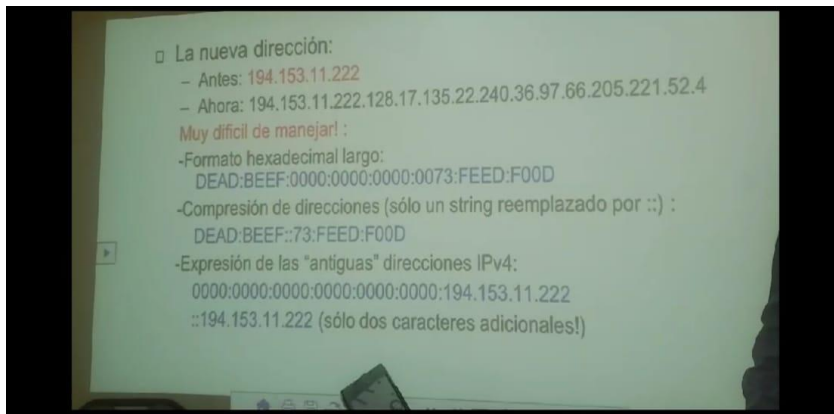 La nueva dirección:
– Antes: 194.153.11.222
– Ahora: 194.153.11.222.128.17.135.22.240.36.97.66.205.221.52.4
Muy dificil de manejar! :
-Formato hexadecimal largo:
DEAD:BEEF:0000:0000:0000:0073:FEED:F00D
-Compresión de direcciones (sólo un string reemplazado por ::) :
DEAD:BEEF::73:FEED:F00D
-Expresión de las “antiguas” direcciones IPv4:
0000:0000:0000:0000:0000:0000:194.153.11.222
::194.153.11.222 (sólo dos caracteres adicionales!)